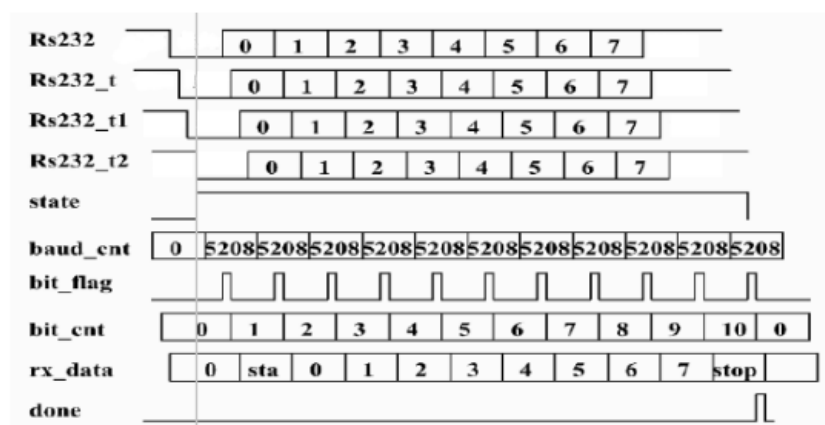 Rs232 0 1 2 3 4 5 6 7
Rs232_t 0 1 2 3 4 5 6 7
Rs232_t1 0 1 2 3 4 5 6 7
Rs232_t2 0 1 2 3 4 5 6 7
state
baud_cnt 0 5208 5208 5208 5208 5208 5208 5208 5208 5208 5208 5208
bit_flag
bit_cnt 0 1 2 3 4 5 6 7 8 9 10 0
rx_data 0 sta 0 1 2 3 4 5 6 7 stop
done